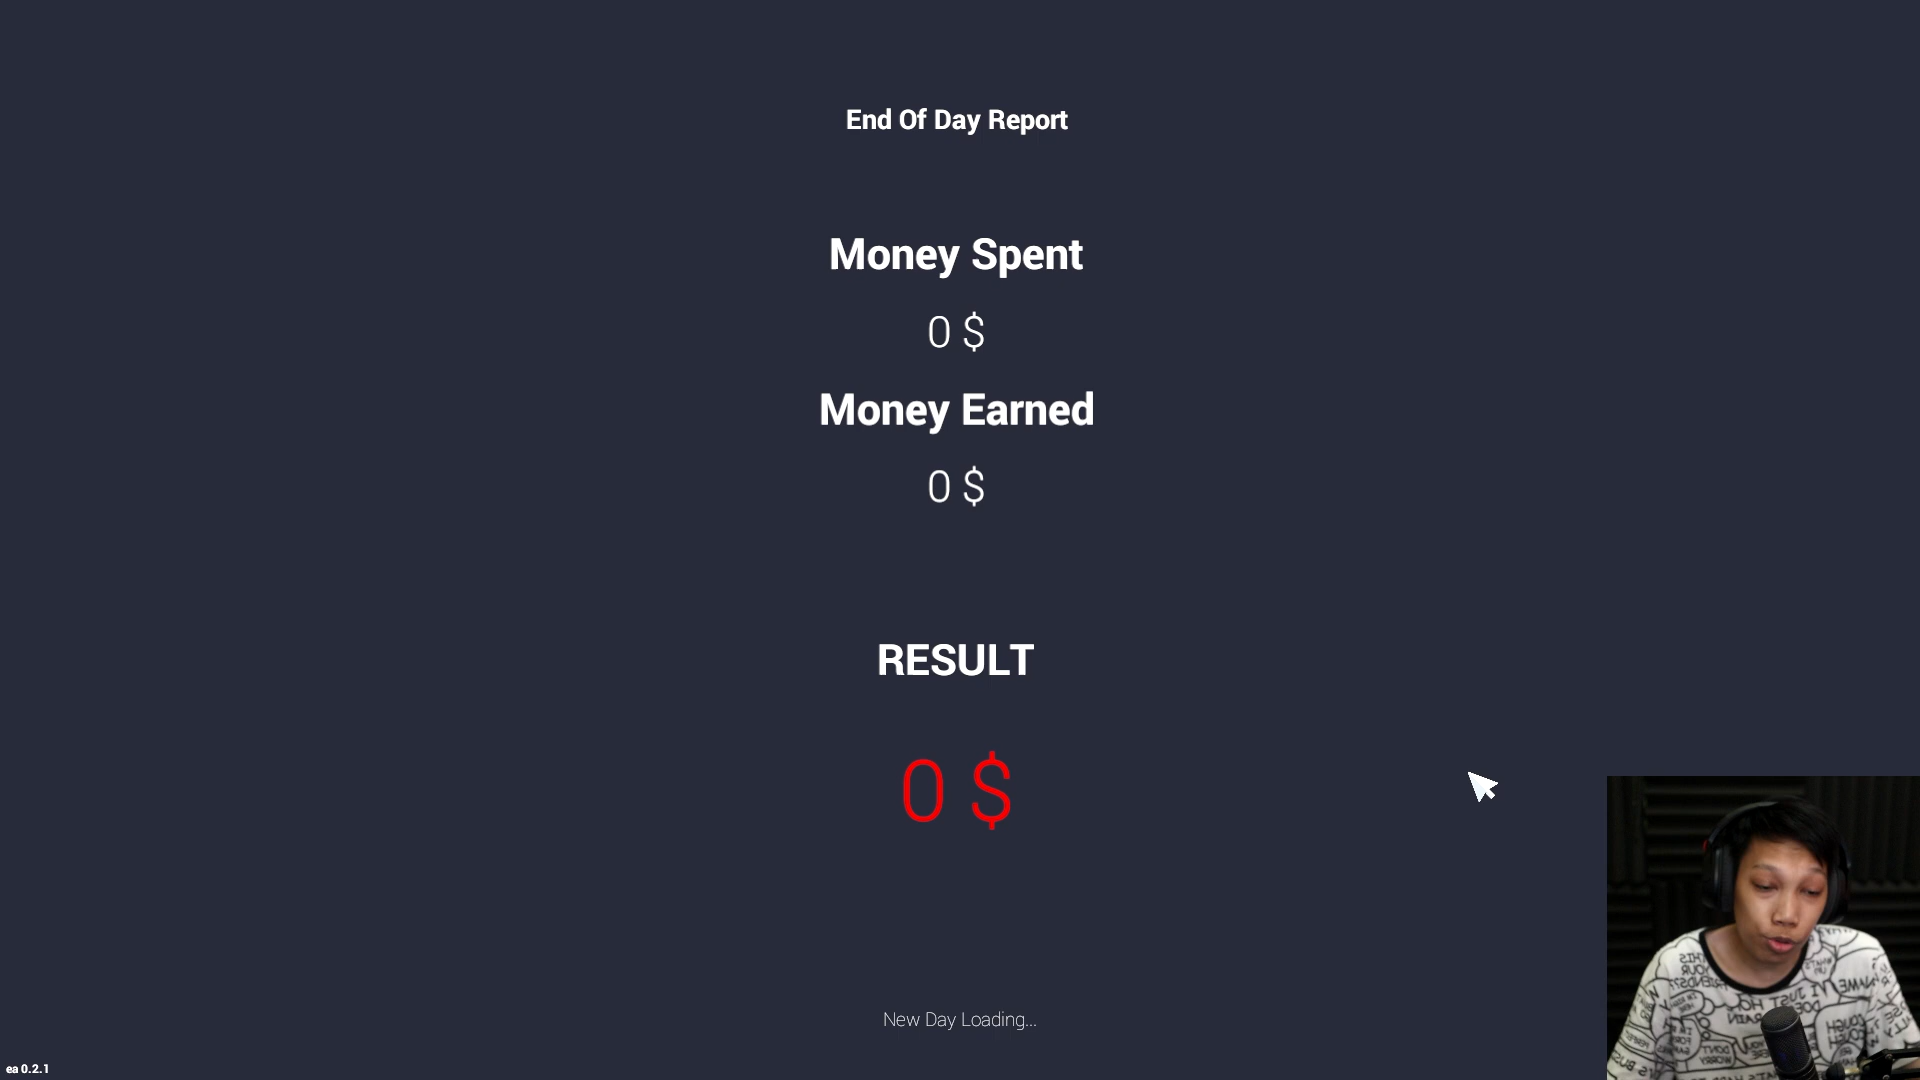 End Of Day Report
Money Spent
0 $
Money Earned
0 $
RESULT
0 $
New Day Loading...
ea 0.2.1